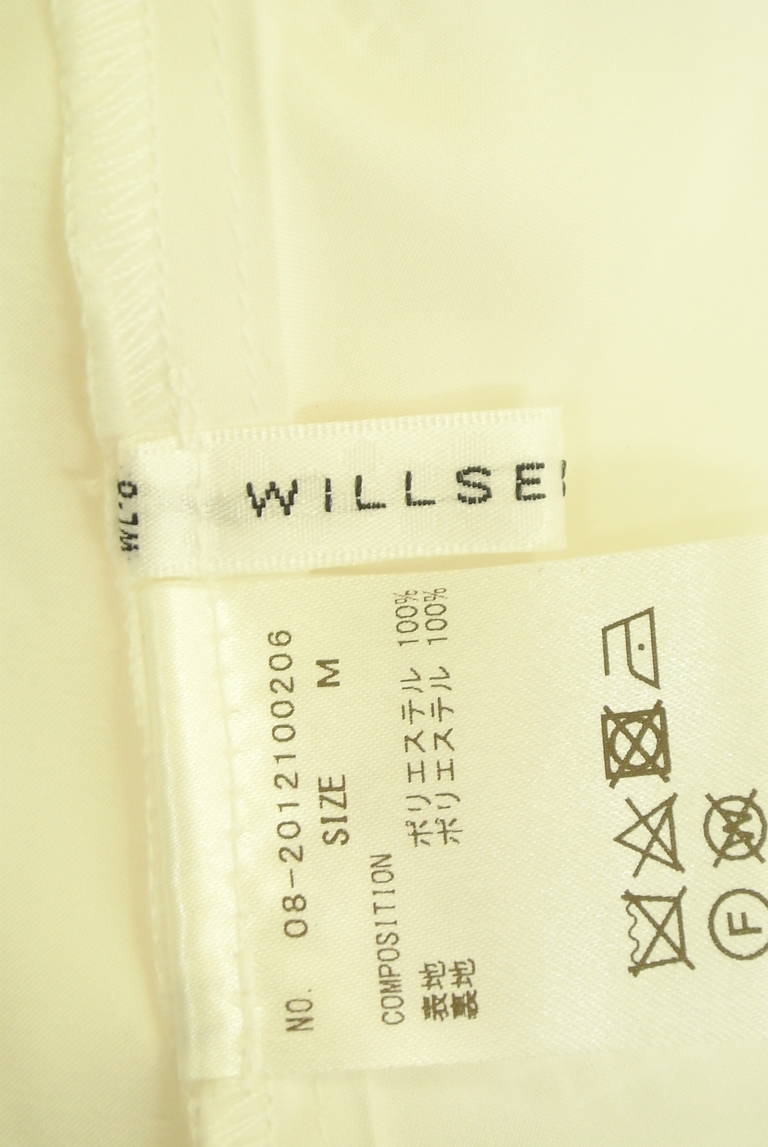 WILLSE
NO. 08-2012100206
SIZE M
COMPOSITION
表地 ポリエステル 100%
裏地 ポリエステル 100%
W
F